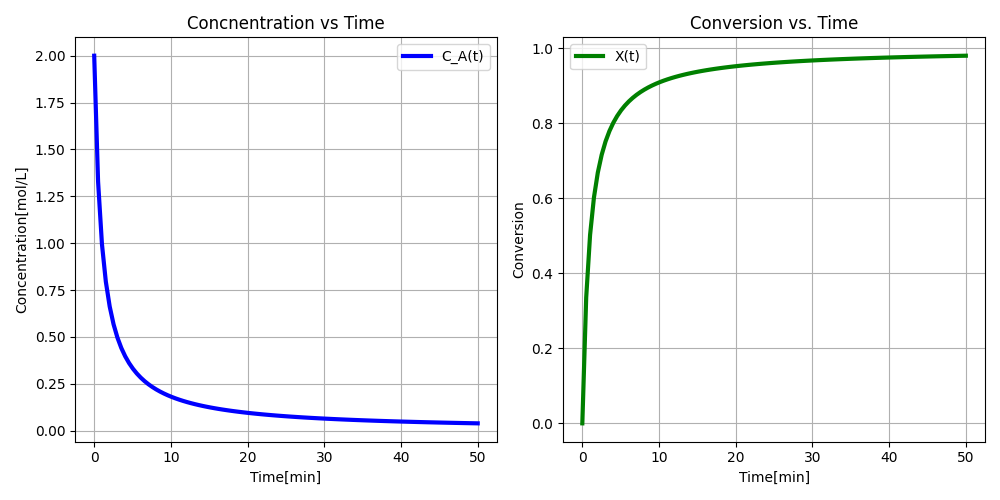 Concnentration vs Time
C_A(t)
Concentration[mol/L]
2.00
1.75
1.50
1.25
1.00
0.75
0.50
0.25
0.00
0 10 20 30 40 50
Time[min]
Conversion vs. Time
X(t)
Conversion
1.0
0.8
0.6
0.4
0.2
0.0
0 10 20 30 40 50
Time[min]